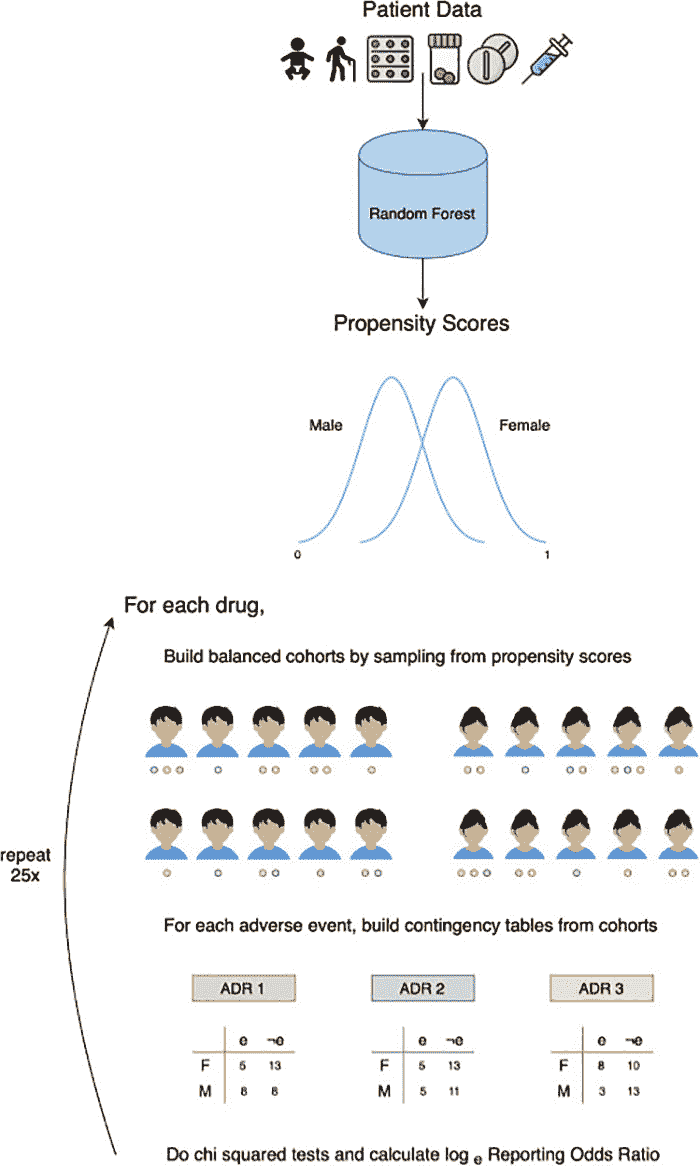 Patient Data
Random Forest
Propensity Scores
Male
Female
0
1
For each drug,
Build balanced cohorts by sampling from propensity scores
repeat
25x
For each adverse event, build contingency tables from cohorts
ADR 1
ADR 2
ADR 3
e ¬e
F 5 13
M 8 8
e ¬e
F 5 13
M 5 11
e ¬e
F 8 10
M 3 13
Do chi squared tests and calculate log e Reporting Odds Ratio